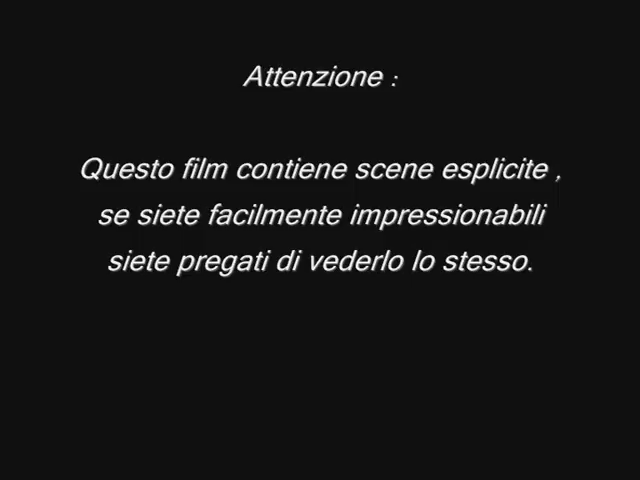 Attenzione :
Questo film contiene scene esplicite ,
se siete facilmente impressionabili
siete pregati di vederlo lo stesso.